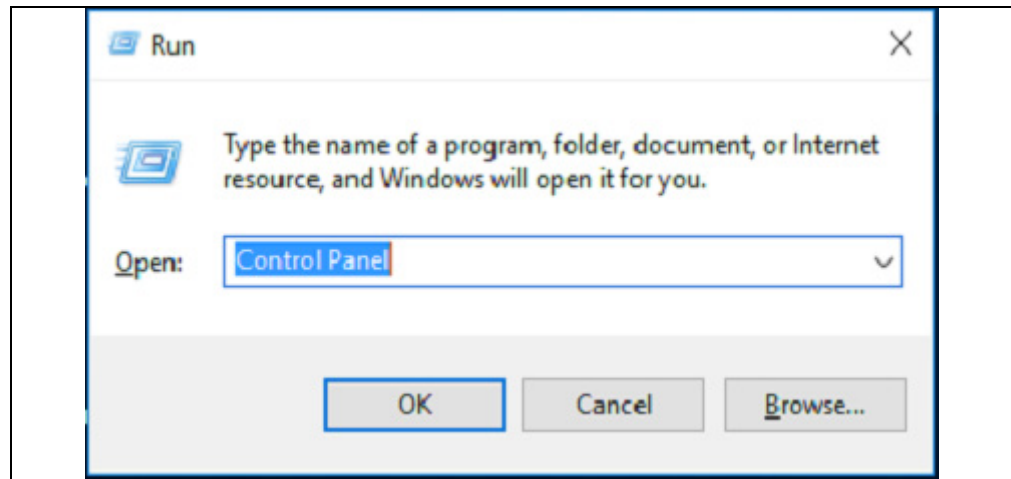 Run
Type the name of a program, folder, document, or Internet
resource, and Windows will open it for you.
Open: Control Panel
OK Cancel Browse...